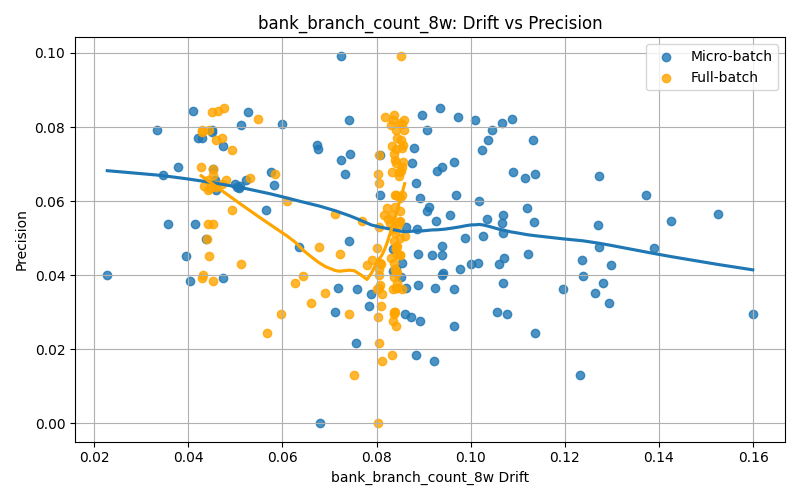 bank_branch_count_8w: Drift vs Precision
Micro-batch
Full-batch
Precision
0.10
0.08
0.06
0.04
0.02
0.00
0.02 0.04 0.06 0.08 0.10 0.12 0.14 0.16
bank_branch_count_8w Drift